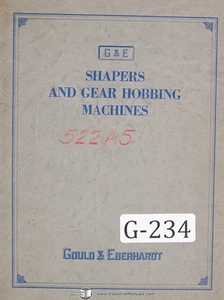 G & E
SHAPERS
AND GEAR HOBBING
MACHINES
522A5
G-234
GOULD & EBERHARDT